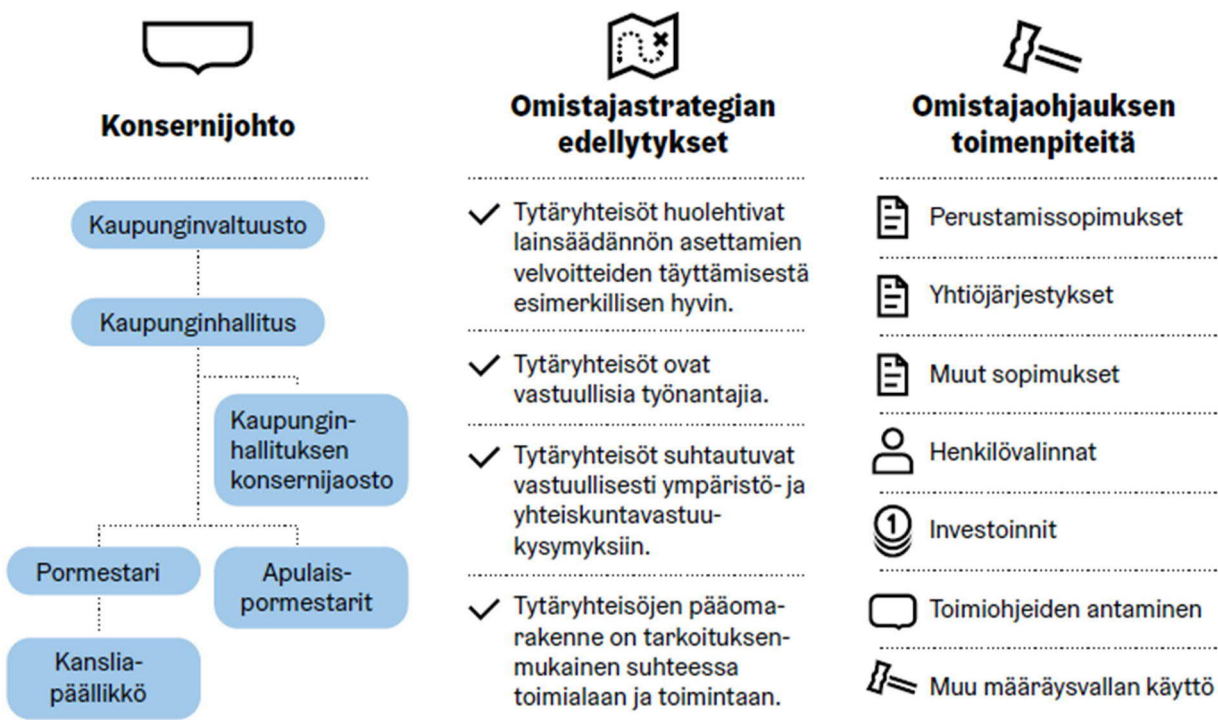 Konsernijohto
Kaupunginvaltuusto
Kaupunginhallitus
Kaupungin-
hallituksen
konsernijaosto
Pormestari
Apulais-
pormestarit
Kanslia-
päällikkö
Omistajastrategian
edellytykset
Tytäryhteisöt huolehtivat
lainsäädännön asettamien
velvoitteiden täyttämisestä
esimerkillisen hyvin.
Tytäryhteisöt ovat
vastuullisia työnantajia.
Tytäryhteisöt suhtautuvat
vastuullisesti ympäristö- ja
yhteiskuntavastuu-
kysymyksiin.
Tytäryhteisöjen pääoma-
rakenne on tarkoituksen-
mukainen suhteessa
toimialaan ja toimintaan.
Omistajaohjauksen
toimenpiteitä
Perustamissopimukset
Yhtiöjärjestykset
Muut sopimukset
Henkilövalinnat
1
Investoinnit
Toimiohjeiden antaminen
Muu määräysvallan käyttö